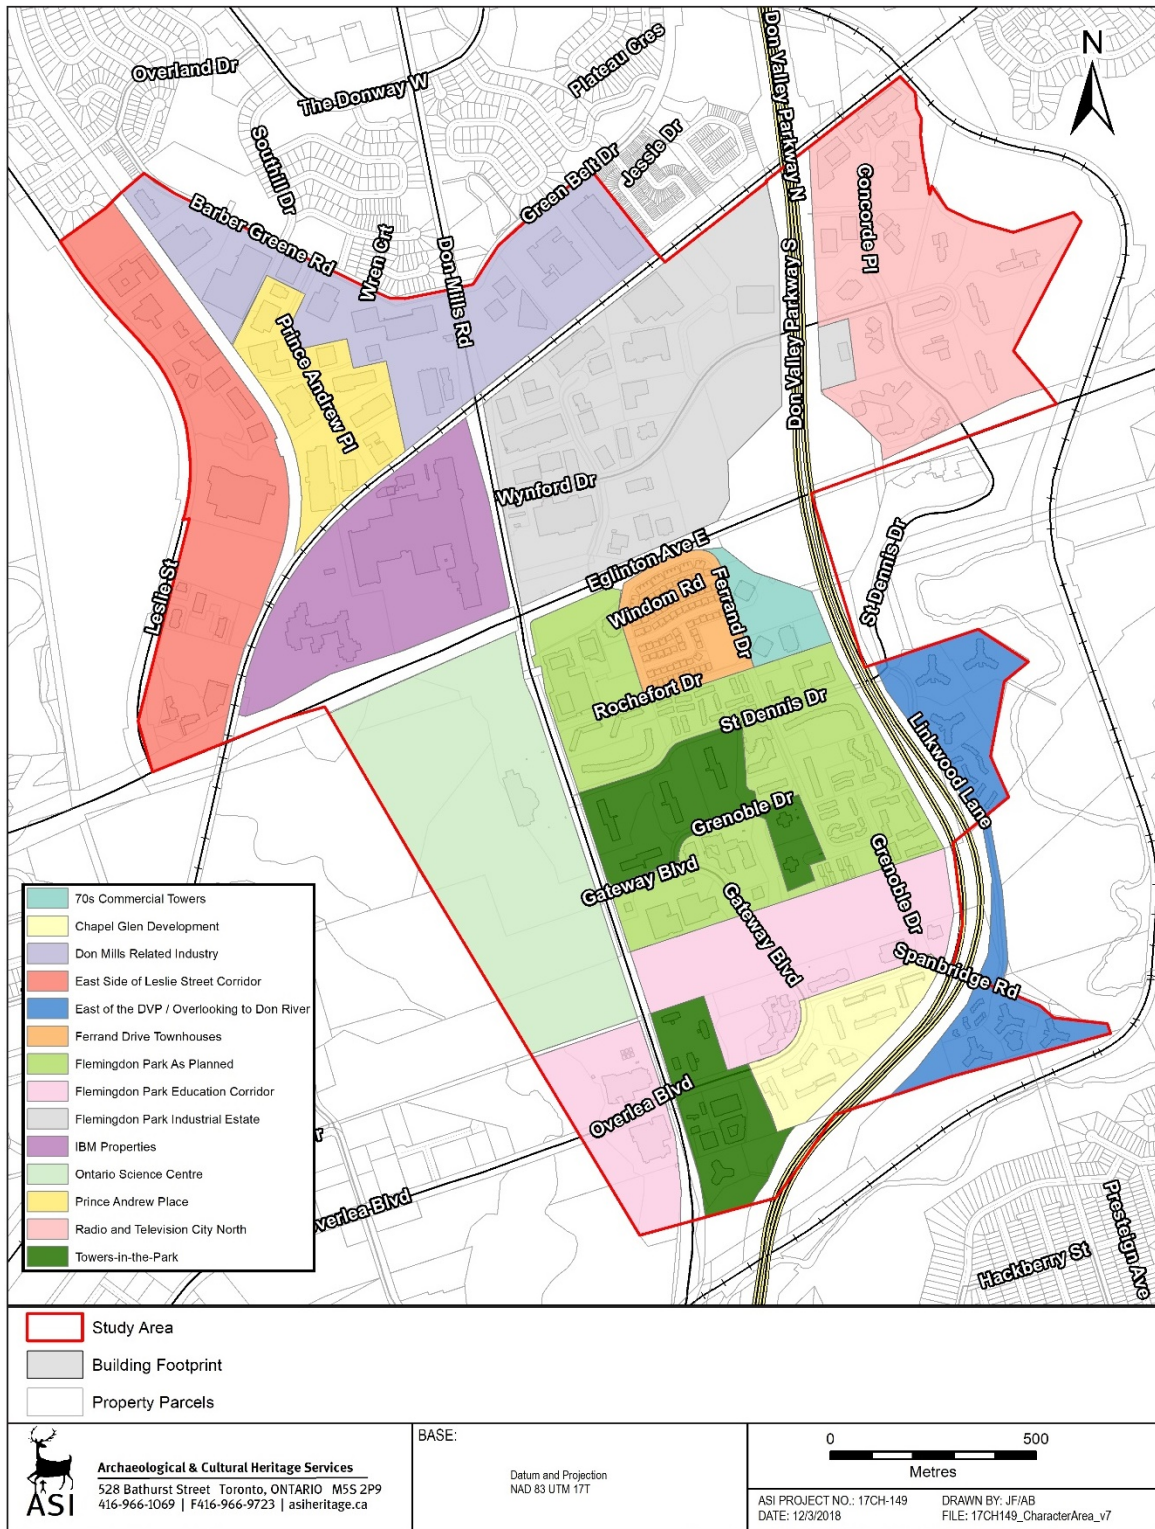 Overland Dr
The Donway W
Plateau Cres
Don Valley Parkway N
N
Southill Dr
Jessie Dr
Green Belt Dr
Barber Greene Rd
Wren Crt
Don Mills Rd
Concorde Pl
Don Valley Parkway S
Prince Andrew Pl
Wynford Dr
Eglinton Ave E
St Dennis Dr
Leslie St
Windom Rd
Ferrand Dr
Rochefort Dr
St Dennis Dr
Linkwood Lane
Grenoble Dr
Grenoble Dr
Gateway Blvd
Gateway Blvd
Spanbridge Rd
Overlea Blvd
verlea Blvd
r
Presteign Ave
Hackberry St
70s Commercial Towers
Chapel Glen Development
Don Mills Related Industry
East Side of Leslie Street Corridor
East of the DVP / Overlooking to Don River
Ferrand Drive Townhouses
Flemingdon Park As Planned
Flemingdon Park Education Corridor
Flemingdon Park Industrial Estate
IBM Properties
Ontario Science Centre
Prince Andrew Place
Radio and Television City North
Towers-in-the-Park
Study Area
Building Footprint
Property Parcels
ASI
Archaeological & Cultural Heritage Services
528 Bathurst Street Toronto, ONTARIO M5S 2P9
416-966-1069 | F416-966-9723 | asiheritage.ca
BASE:
Datum and Projection
NAD 83 UTM 17T
0 500
Metres
ASI PROJECT NO.: 17CH-149 DRAWN BY: JF/AB
DATE: 12/3/2018 FILE: 17CH149_CharacterArea_v7